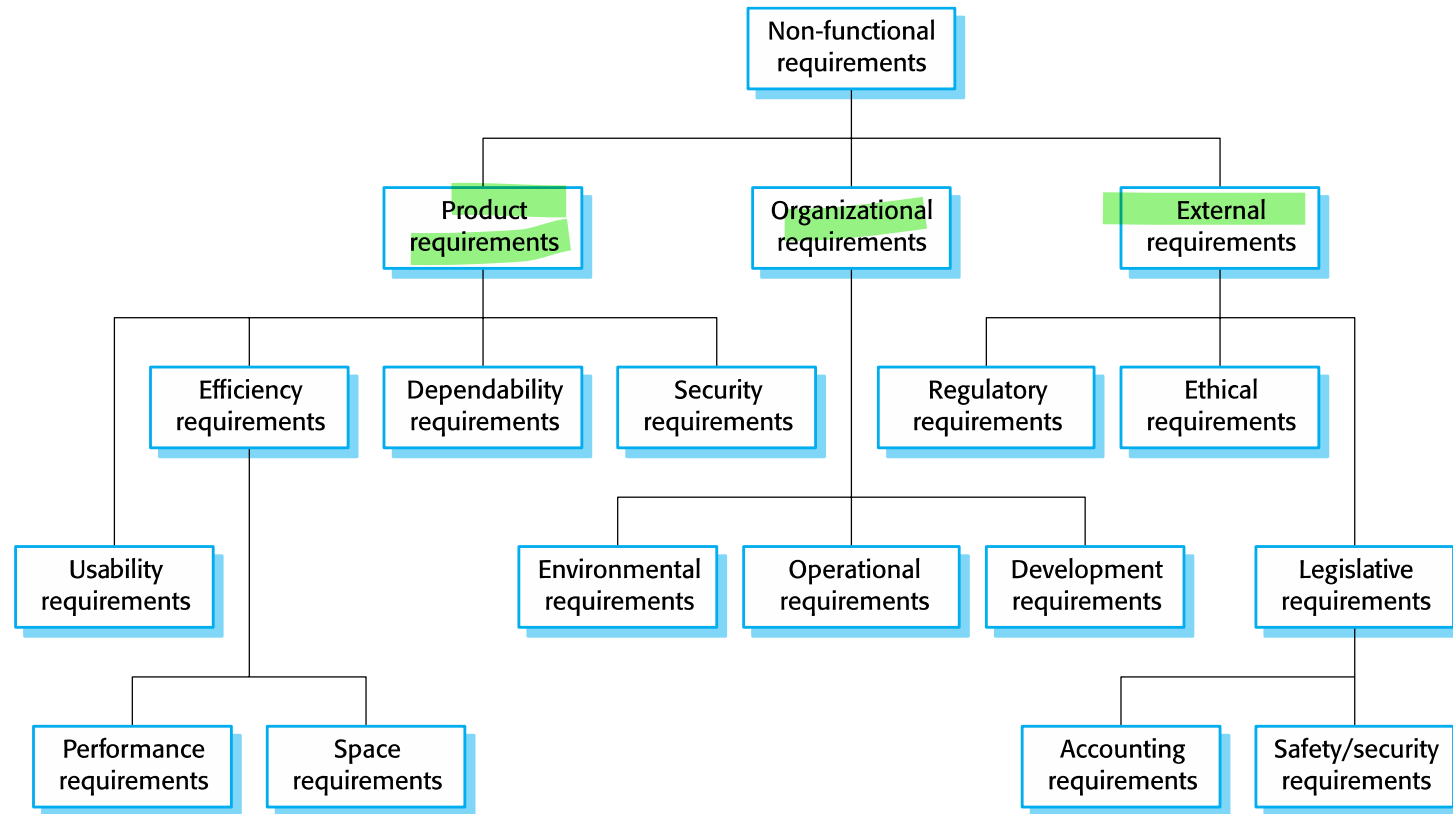 Non-functional
requirements
Product
requirements
Organizational
requirements
External
requirements
Efficiency
requirements
Dependability
requirements
Security
requirements
Regulatory
requirements
Ethical
requirements
Usability
requirements
Environmental
requirements
Operational
requirements
Development
requirements
Legislative
requirements
Performance
requirements
Space
requirements
Accounting
requirements
Safety/security
requirements